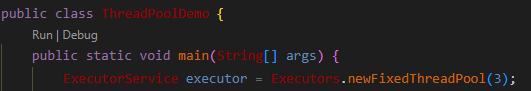 public class ThreadPoolDemo {
Run | Debug
public static void main(String[] args) {
ExecutorService executor = Executors.newFixedThreadPool(3);